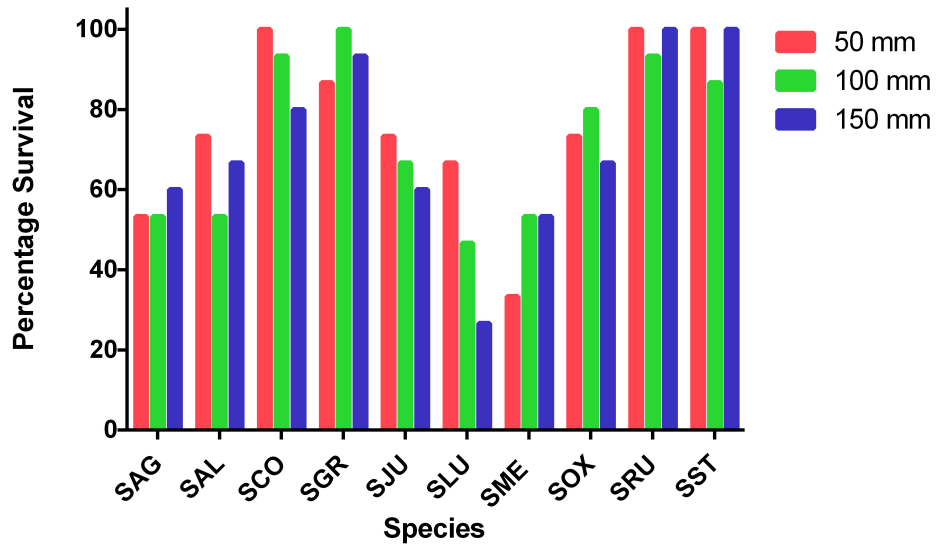 Percentage Survival
100
80
60
40
20
0
SAG
SAL
SCO
SGR
SJU
SLU
SME
SOX
SRU
SST
Species
50 mm
100 mm
150 mm